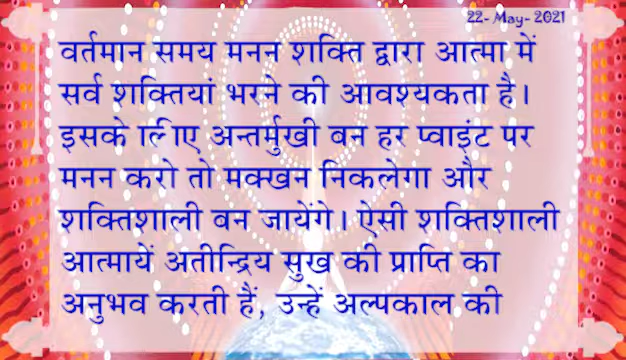 22- May- 2021
वर्तमान समय मनन शक्ति द्वारा आत्मा में
सर्व शक्तियां भरने की आवश्यकता है।
इसके लिए अन्तर्मुखी बन हर प्वाइंट पर
मनन करो तो मक्खन निकलेगा और
शक्तिशाली बन जायेंगे। ऐसी शक्तिशाली
आत्मायें अतीन्द्रिय सुख की प्राप्ति का
अनुभव करती हैं, उन्हें अल्पकाल की